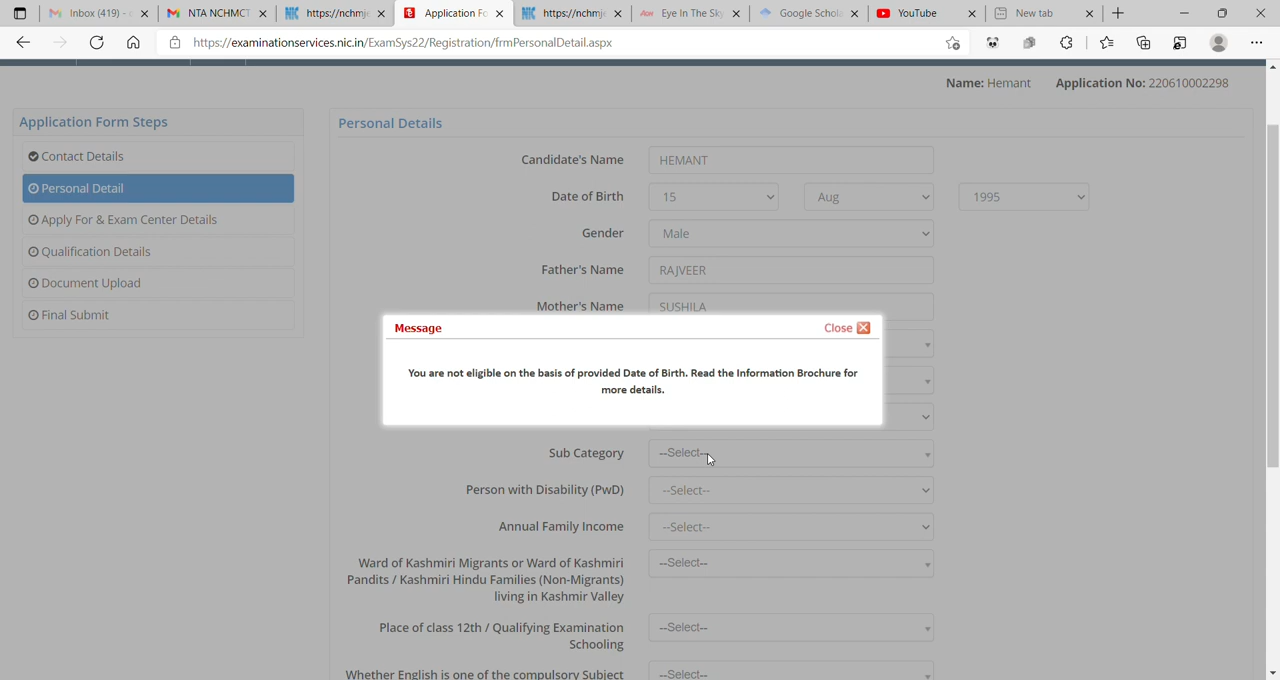 Inbox (419) -
NTA NCHMCT
https://nchmje
Application Fo
https://nchmje
Eye In The Sky
Google Schola
YouTube
New tab
https://examinationservices.nic.in/ExamSys22/Registration/frmPersonalDetail.aspx
Name: Hemant Application No: 220610002298
Application Form Steps
Contact Details
Personal Detail
Apply For & Exam Center Details
Qualification Details
Document Upload
Final Submit
Personal Details
Candidate's Name HEMANT
Date of Birth 15 Aug 1995
Gender Male
Father's Name RAJVEER
Mother's Name SUSHILA
Message Close
You are not eligible on the basis of provided Date of Birth. Read the Information Brochure for
more details.
Sub Category --Select--
Person with Disability (PwD) --Select--
Annual Family Income --Select--
Ward of Kashmiri Migrants or Ward of Kashmiri --Select--
Pandits / Kashmiri Hindu Families (Non-Migrants)
living in Kashmir Valley
Place of class 12th / Qualifying Examination --Select--
Schooling
Whether English is one of the compulsory Subject --Select--